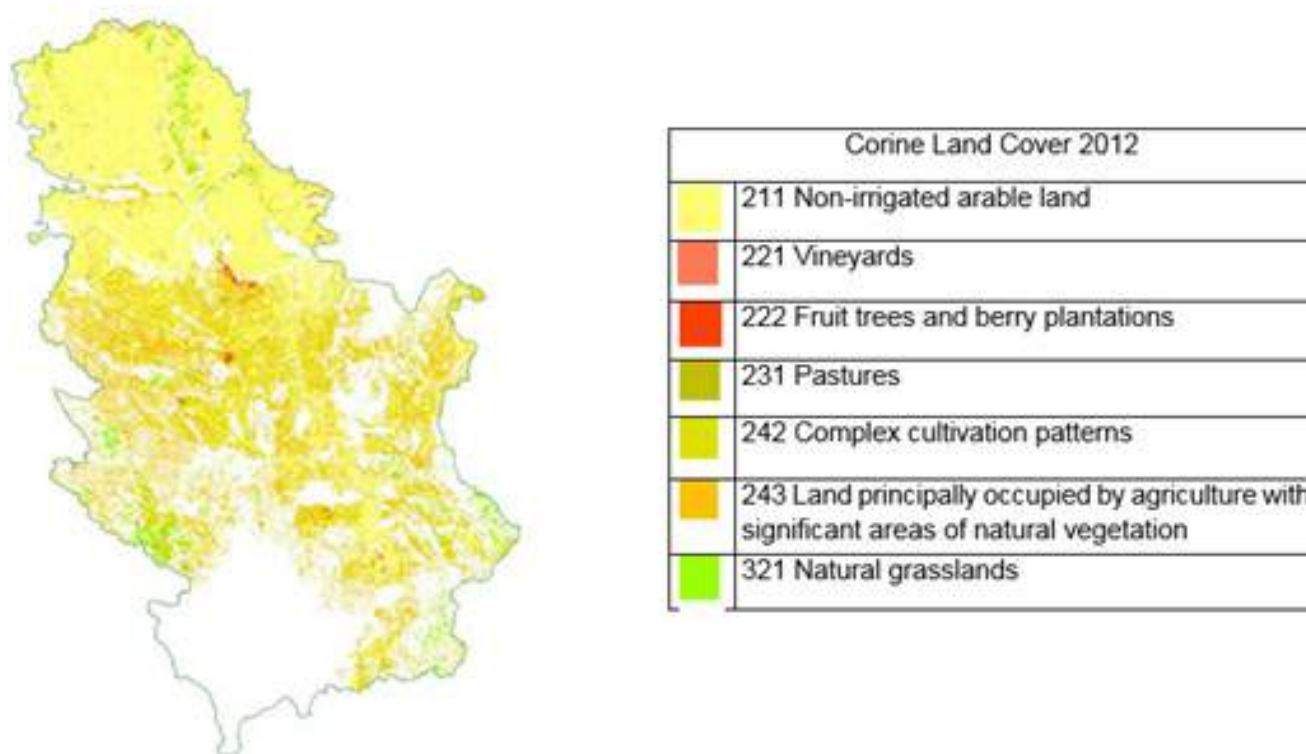 Corine Land Cover 2012
211 Non-irrigated arable land
221 Vineyards
222 Fruit trees and berry plantations
231 Pastures
242 Complex cultivation patterns
243 Land principally occupied by agriculture with
significant areas of natural vegetation
321 Natural grasslands